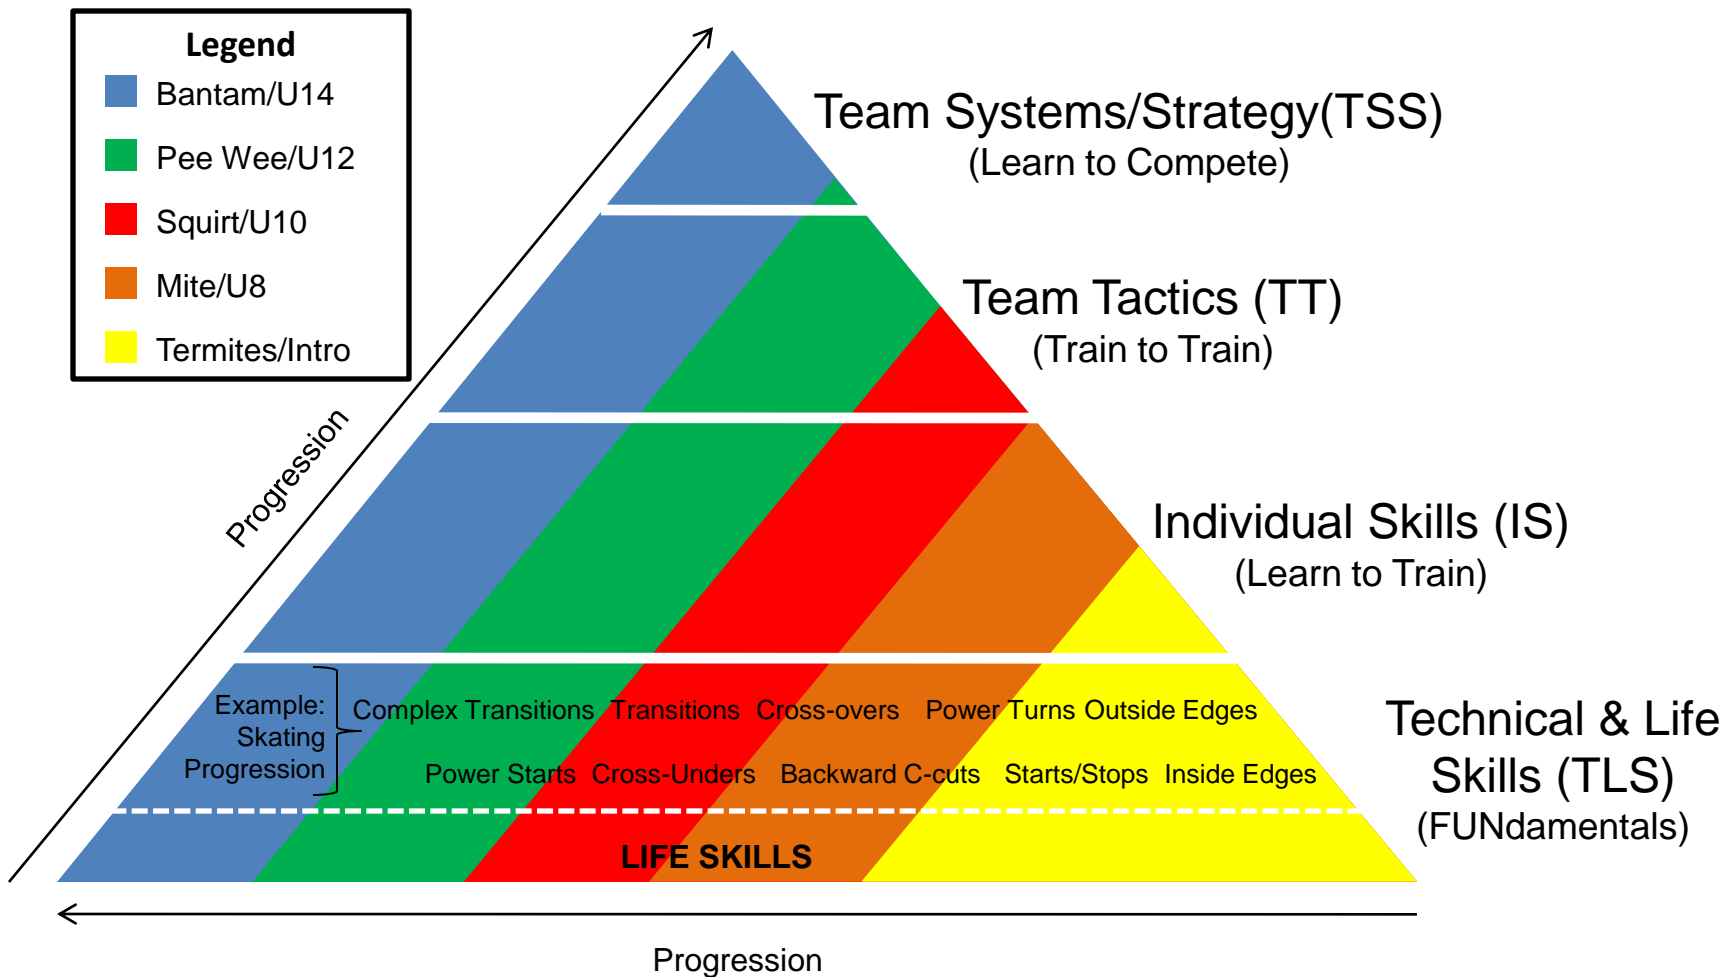 Legend
Bantam/U14
Pee Wee/U12
Squirt/U10
Mite/U8
Termites/Intro
Team Systems/Strategy(TSS)
(Learn to Compete)
Team Tactics (TT)
(Train to Train)
Progression
Individual Skills (IS)
(Learn to Train)
Example:
Skating
Progression
Complex Transitions Transitions Cross-overs Power Turns Outside Edges
Power Starts Cross-Unders Backward C-cuts Starts/Stops Inside Edges
Technical & Life
Skills (TLS)
(FUNdamentals)
LIFE SKILLS
Progression